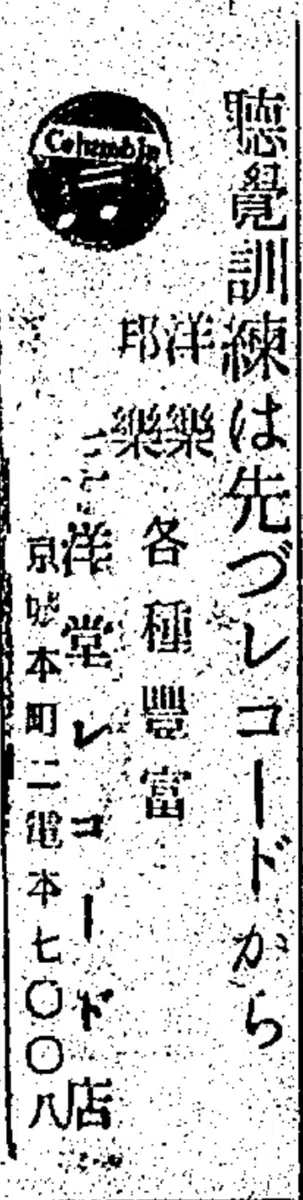 聴覺訓練は先づレコードから
Columbia
洋樂
邦樂
各種豐富
洋堂レコード店
京城本町二電本七〇〇八